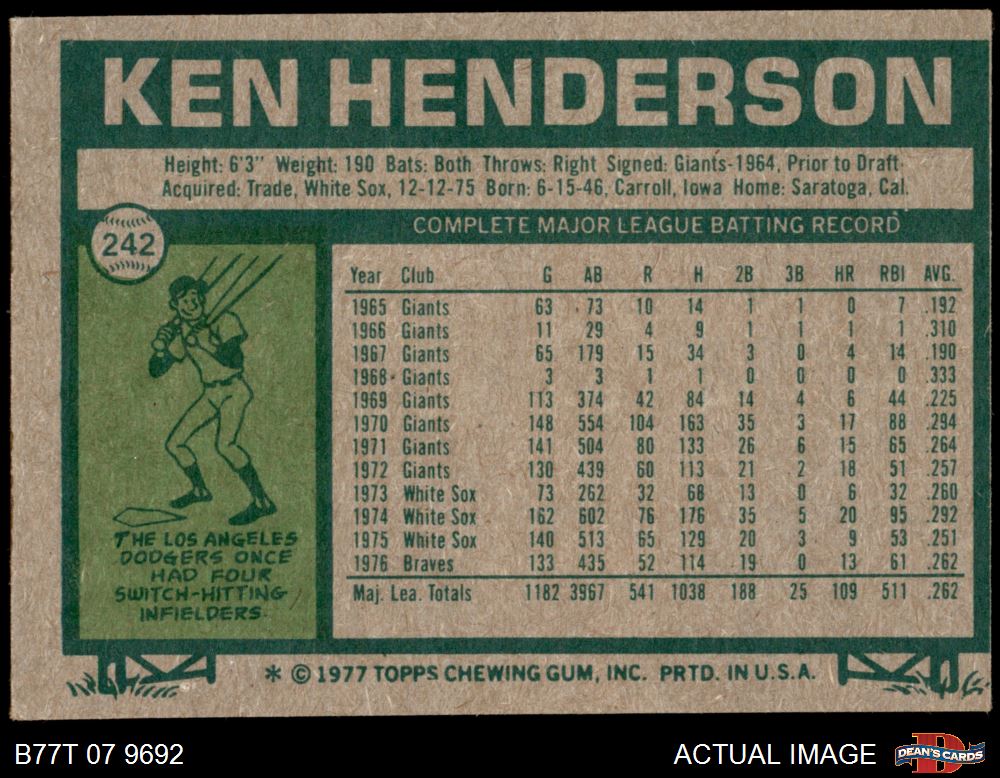 KEN HENDERSON
Height: 6'3" Weight: 190 Bats: Both Throws: Right Signed: Giants-1964, Prior to Draft
Acquired: Trade, White Sox, 12-12-75 Born: 6-15-46, Carroll, Iowa Home: Saratoga, Cal.
242
COMPLETE MAJOR LEAGUE BATTING RECORD
Year Club G AB R H 2B 3B HR RBI AVG.
1965 Giants 63 73 10 14 1 1 0 7 .192
1966 Giants 11 29 4 9 1 1 1 1 .310
1967 Giants 65 179 15 34 3 0 4 14 .190
1968 Giants 3 3 1 1 0 0 0 0 .333
1969 Giants 113 374 42 84 14 4 6 44 .225
1970 Giants 148 554 104 163 35 3 17 88 .294
1971 Giants 141 504 80 133 26 6 15 65 .264
1972 Giants 130 439 60 113 21 2 18 51 .257
1973 White Sox 73 262 32 68 13 0 6 32 .260
1974 White Sox 162 602 76 176 35 5 20 95 .292
1975 White Sox 140 513 65 129 20 3 9 53 .251
1976 Braves 133 435 52 114 19 0 13 61 .262
Maj. Lea. Totals 1182 3967 541 1038 188 25 109 511 .262
THE LOS ANGELES
DODGERS ONCE
HAD FOUR
SWITCH-HITTING
INFIELDERS.
* © 1977 TOPPS CHEWING GUM, INC. PRTD. IN U.S.A.
B77T 07 9692
ACTUAL IMAGE
D
DEAN'S CARDS